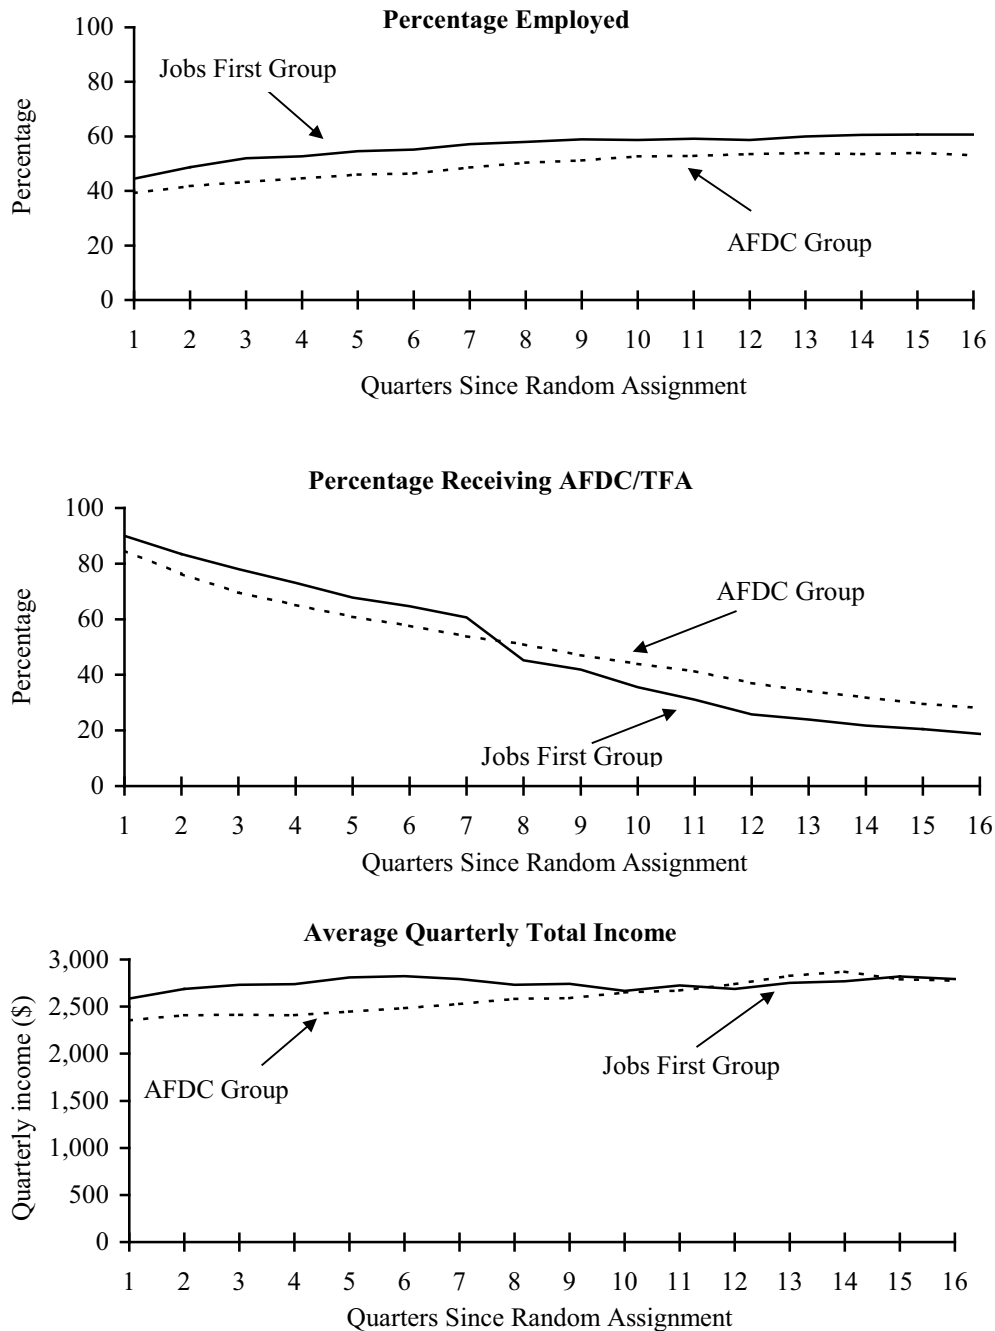 Percentage Employed
100
Jobs First Group
80
60
40
AFDC Group
20
0
Percentage
1 2 3 4 5 6 7 8 9 10 11 12 13 14 15 16
Quarters Since Random Assignment
Percentage Receiving AFDC/TFA
100
80
AFDC Group
60
40
Jobs First Group
20
0
Percentage
1 2 3 4 5 6 7 8 9 10 11 12 13 14 15 16
Quarters Since Random Assignment
Average Quarterly Total Income
3,000
2,500
2,000
Jobs First Group
AFDC Group
1,500
1,000
500
0
Quarterly income ($)
1 2 3 4 5 6 7 8 9 10 11 12 13 14 15 16
Quarters Since Random Assignment